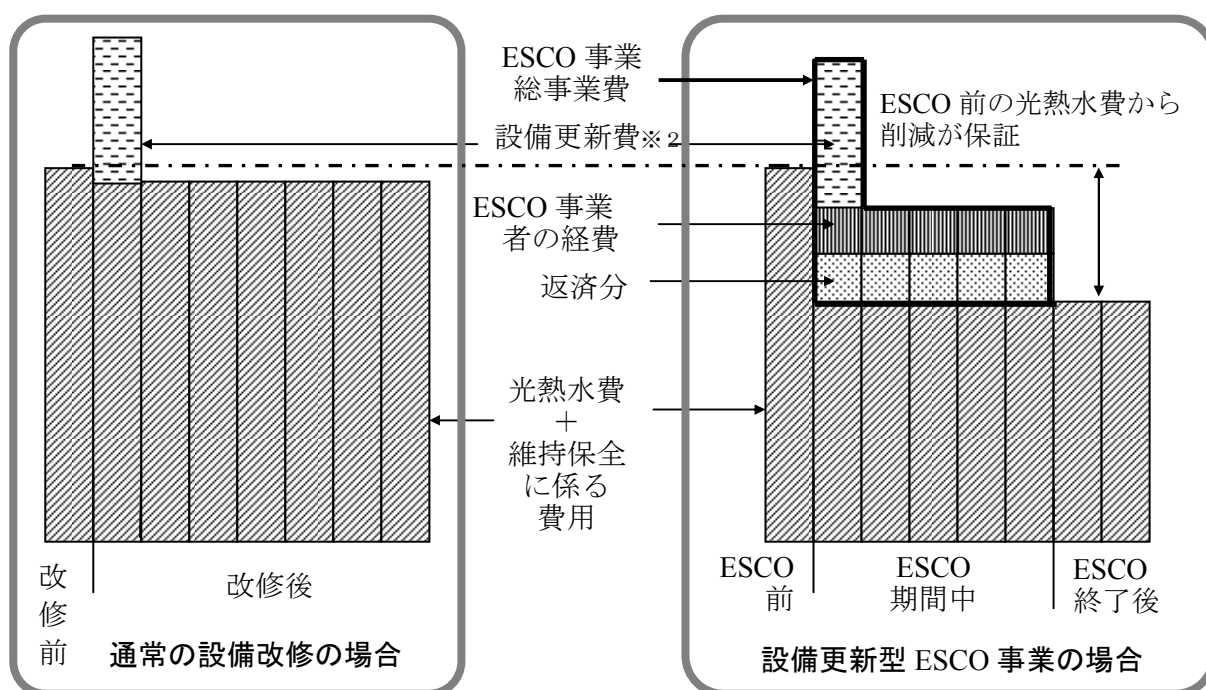 ESCO 事業
総事業費
設備更新費※2
ESCO 事業
者の経費
返済分
光熱水費
＋
維持保全
に係る
費用
改
修
前
改修後
通常の設備改修の場合
ESCO 前の光熱水費から
削減が保証
ESCO
前
ESCO
期間中
ESCO
終了後
設備更新型 ESCO 事業の場合